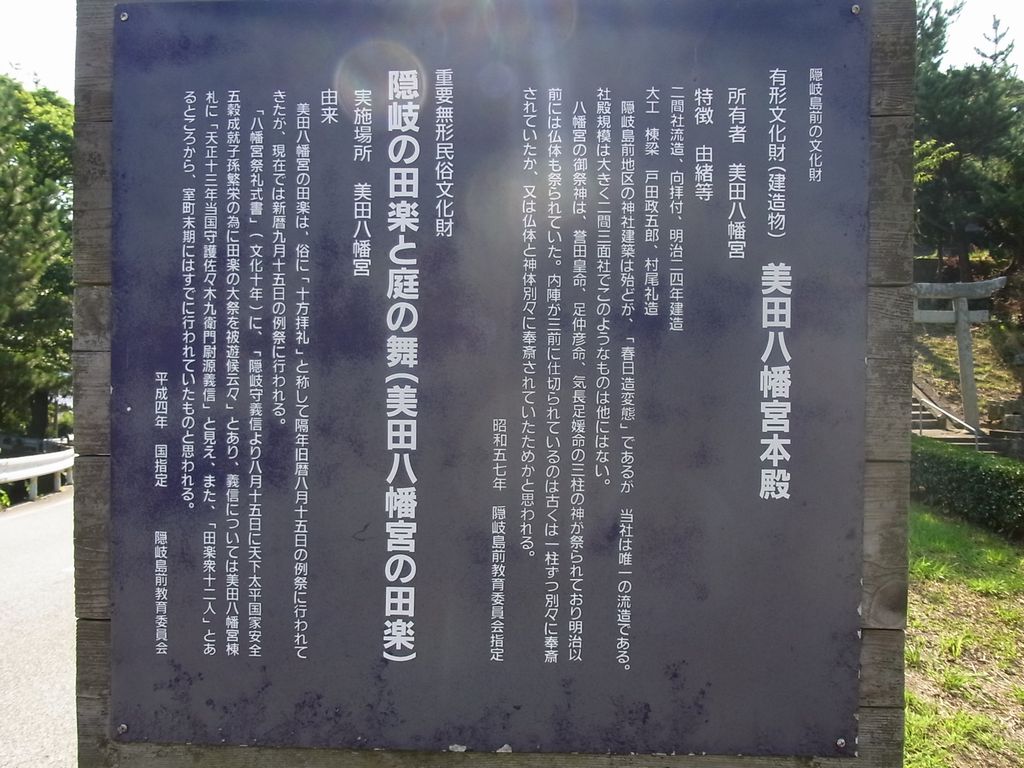 隠岐島前の文化財
有形文化財(建造物) 美田八幡宮本殿
所有者 美田八幡宮
特徴 由緒等
二間社流造、向拝付、明治二四年建造
大工 棟梁 戸田政五郎、村尾礼造
隠岐島前地区の神社建築は殆どが、「春日造変態」であるが 当社は唯一の流造である。
社殿規模は大きく二間三面社でこのようなものは他にはない。
八幡宮の御祭神は、誉田皇命、足仲彦命、気長足媛命の三柱の神が祭られており明治以
前には仏体も祭られていた。内陣が三前に仕切られているのは古くは一柱ずつ別々に奉斎
されていたか、又は仏体と神体別々に奉斎されていたためかと思われる。
昭和五七年 隠岐島前教育委員会指定
重要無形民俗文化財
隠岐の田楽と庭の舞(美田八幡宮の田楽)
実施場所 美田八幡宮
由来
美田八幡宮の田楽は、俗に「十方拝礼」と称して隔年旧暦八月十五日の例祭に行われて
きたが、現在では新暦九月十五日の例祭に行われる。
「八幡宮祭礼式書」(文化十年)に、「隠岐守義信より八月十五日に天下太平国家安全
五穀成就子孫繁栄の為に田楽の大祭を被遊候云々」とあり、義信については美田八幡宮棟
札に「天正十三年当国守護佐々木九衛門尉源義信」と見え、また、「田楽衆十二人」とあ
るところから、室町末期にはすでに行われていたものと思われる。
平成四年 国指定 隠岐島前教育委員会